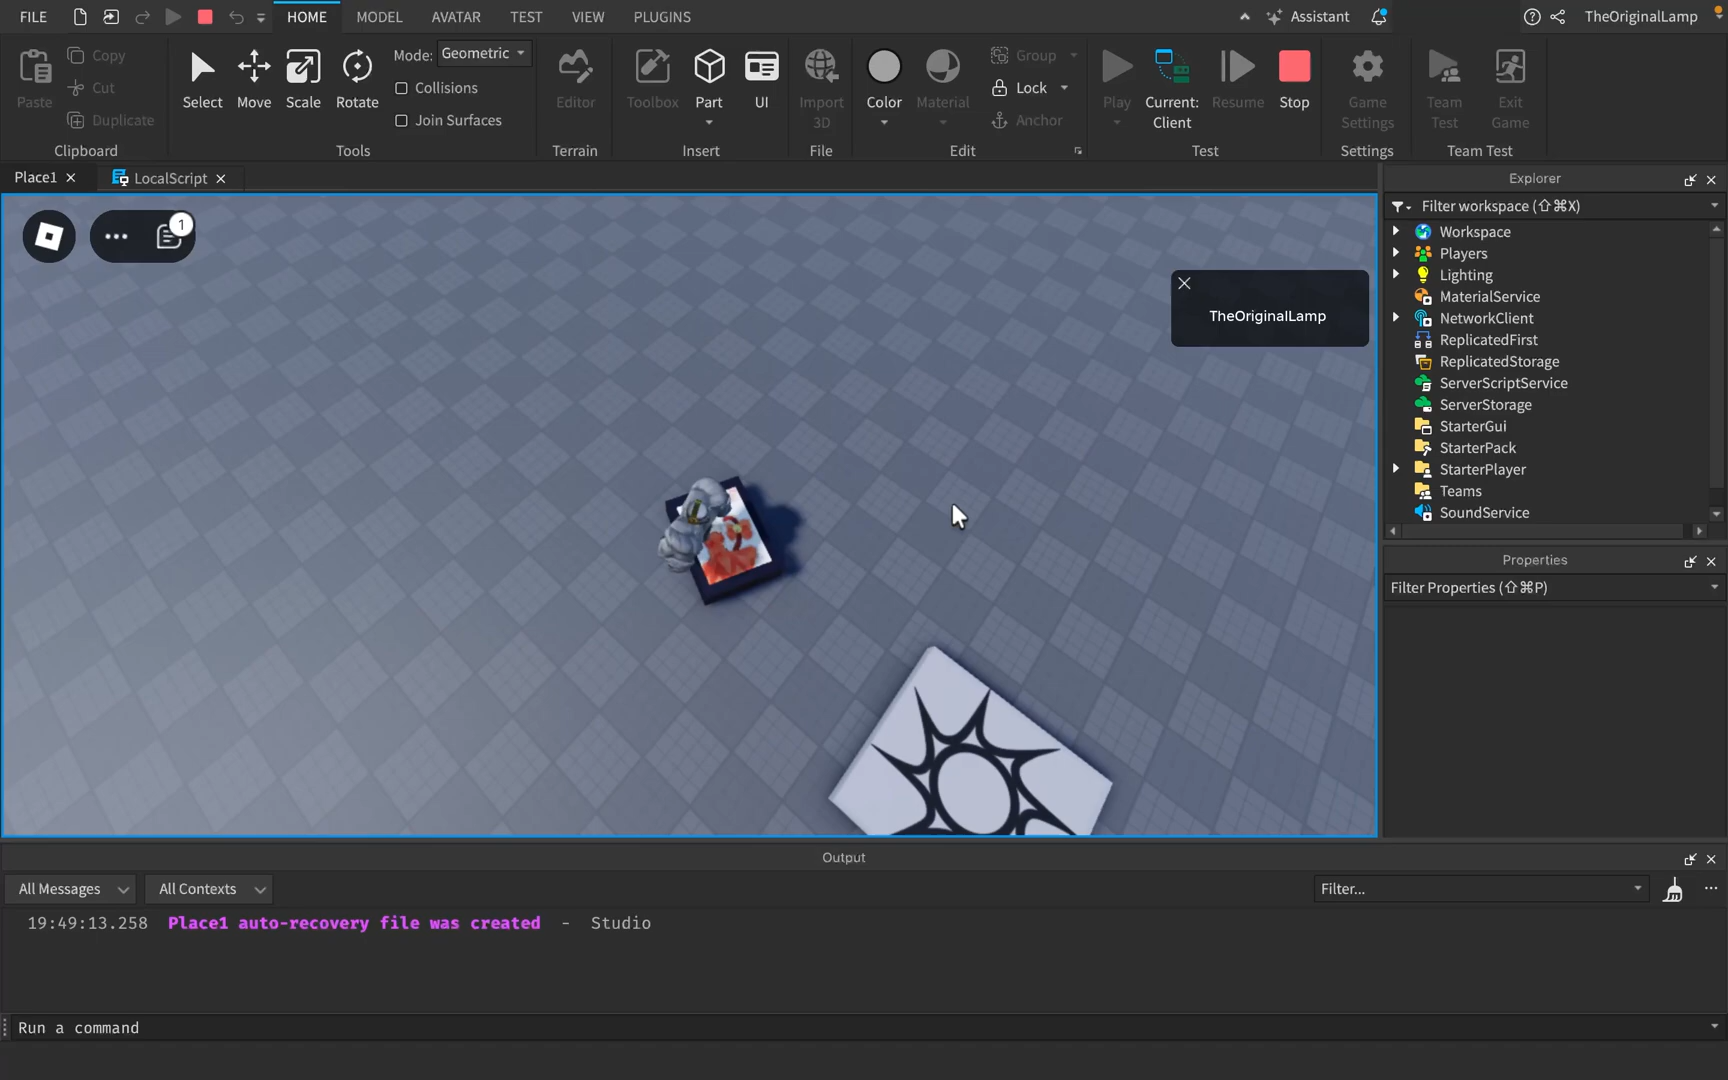 FILE HOME MODEL AVATAR TEST VIEW PLUGINS Assistant TheOriginalLamp
Paste Copy Cut Duplicate
Clipboard
Select Move Scale Rotate
Mode: Geometric
Collisions
Join Surfaces
Tools
Editor
Terrain
Toolbox Part UI
Insert
Import
3D
File
Color Material
Group
Lock
Anchor
Edit
Play Current: Resume Stop
Client
Test
Game
Settings
Settings
Team
Test
Exit
Game
Team Test
Place1 LocalScript
1
TheOriginalLamp
Explorer
Filter workspace (⇧⌘X)
Workspace
Players
Lighting
MaterialService
NetworkClient
ReplicatedFirst
ReplicatedStorage
ServerScriptService
ServerStorage
StarterGui
StarterPack
StarterPlayer
Teams
SoundService
Properties
Filter Properties (⇧⌘P)
Output
All Messages All Contexts Filter...
19:49:13.258 Place1 auto-recovery file was created - Studio
Run a command